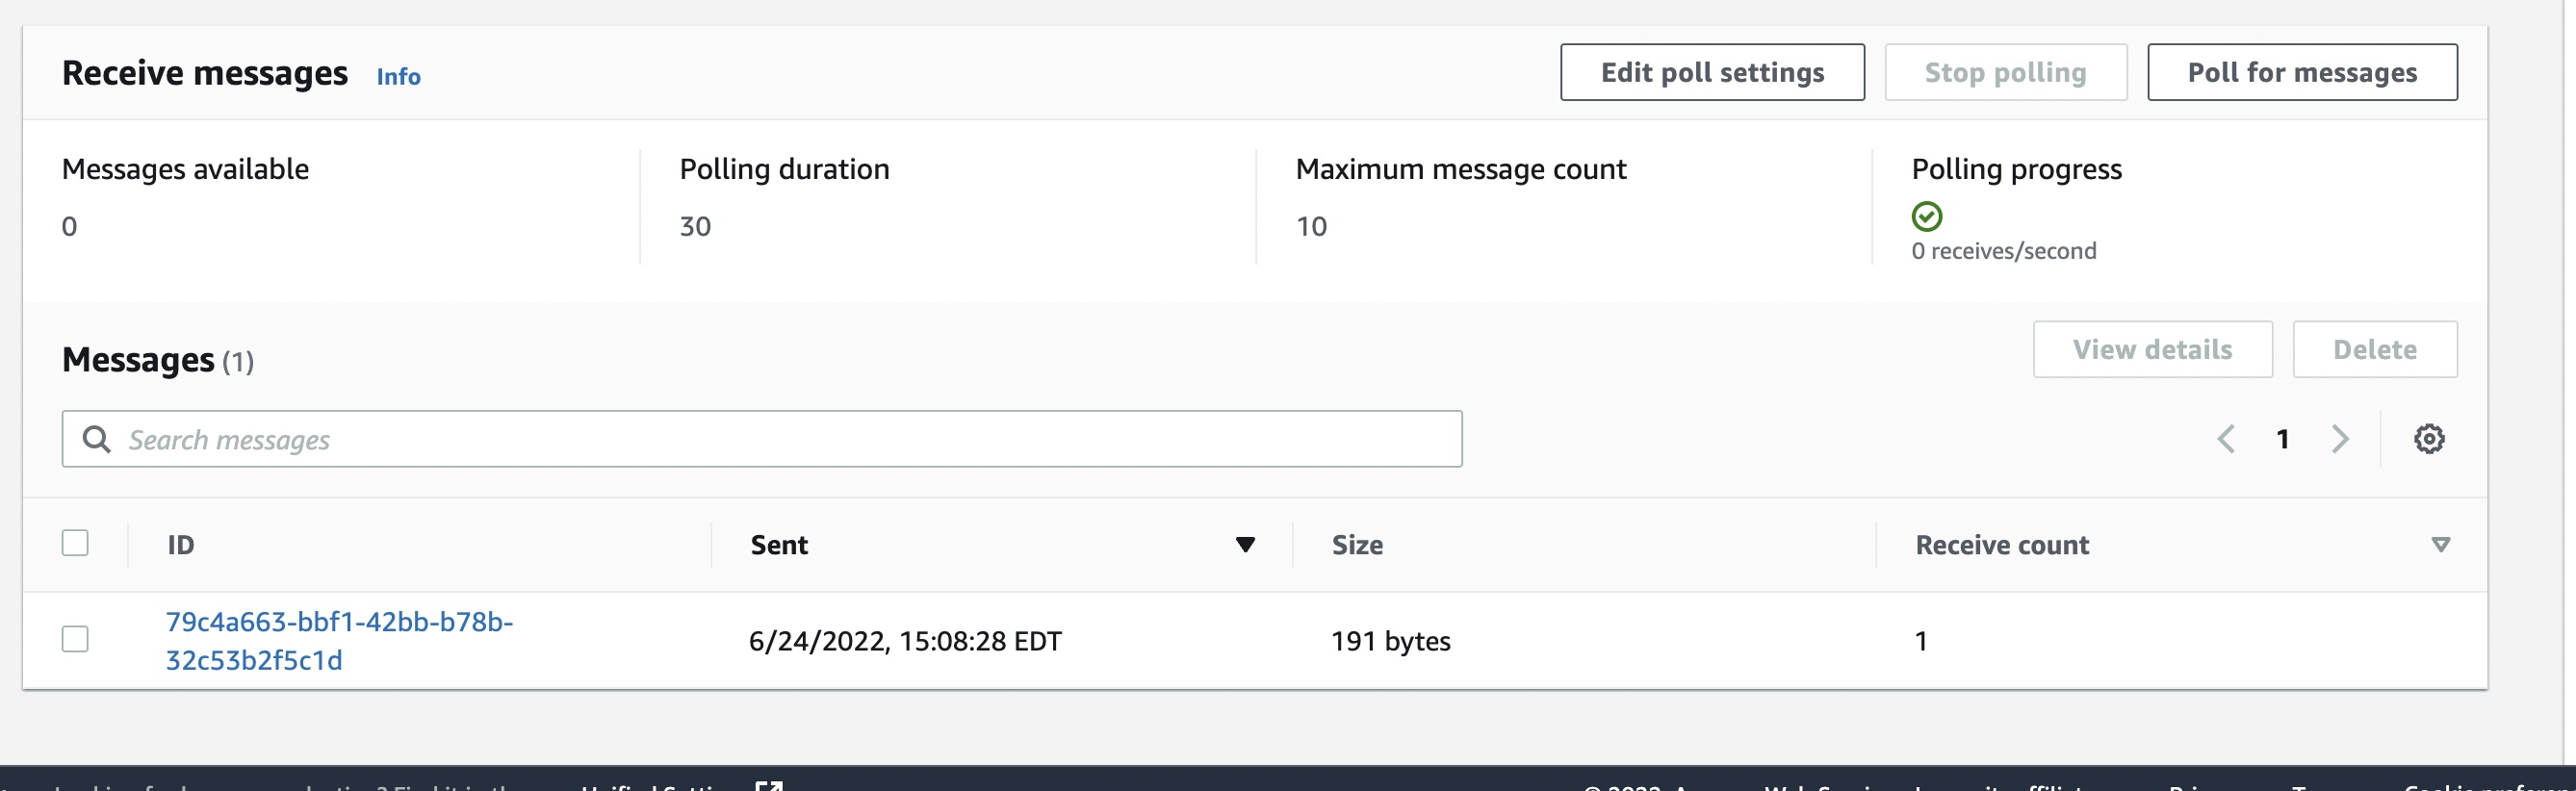 Receive messages Info Edit poll settings Stop polling Poll for messages
Messages available Polling duration Maximum message count Polling progress
0 30 10
0 receives/second
Messages (1) View details Delete
Search messages 1
ID Sent Size Receive count
79c4a663-bbf1-42bb-b78b-
32c53b2f5c1d 6/24/2022, 15:08:28 EDT 191 bytes 1